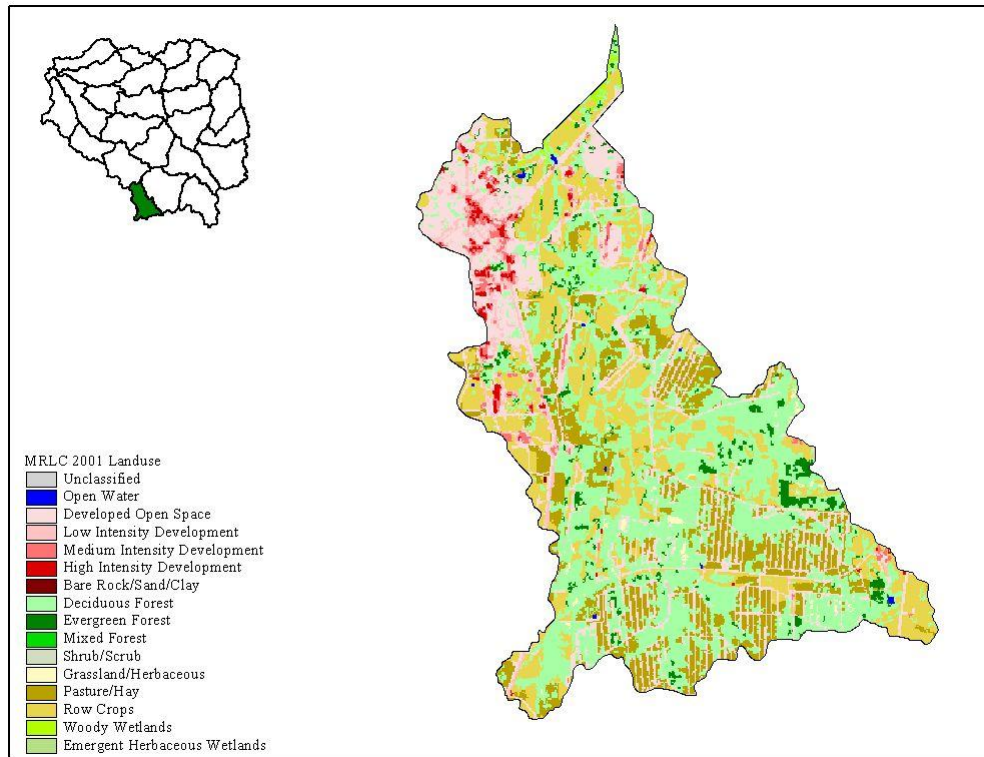 MRLC 2001 Landuse
Unclassified
Open Water
Developed Open Space
Low Intensity Development
Medium Intensity Development
High Intensity Development
Bare Rock/Sand/Clay
Deciduous Forest
Evergreen Forest
Mixed Forest
Shrub/Scrub
Grassland/Herbaceous
Pasture/Hay
Row Crops
Woody Wetlands
Emergent Herbaceous Wetlands